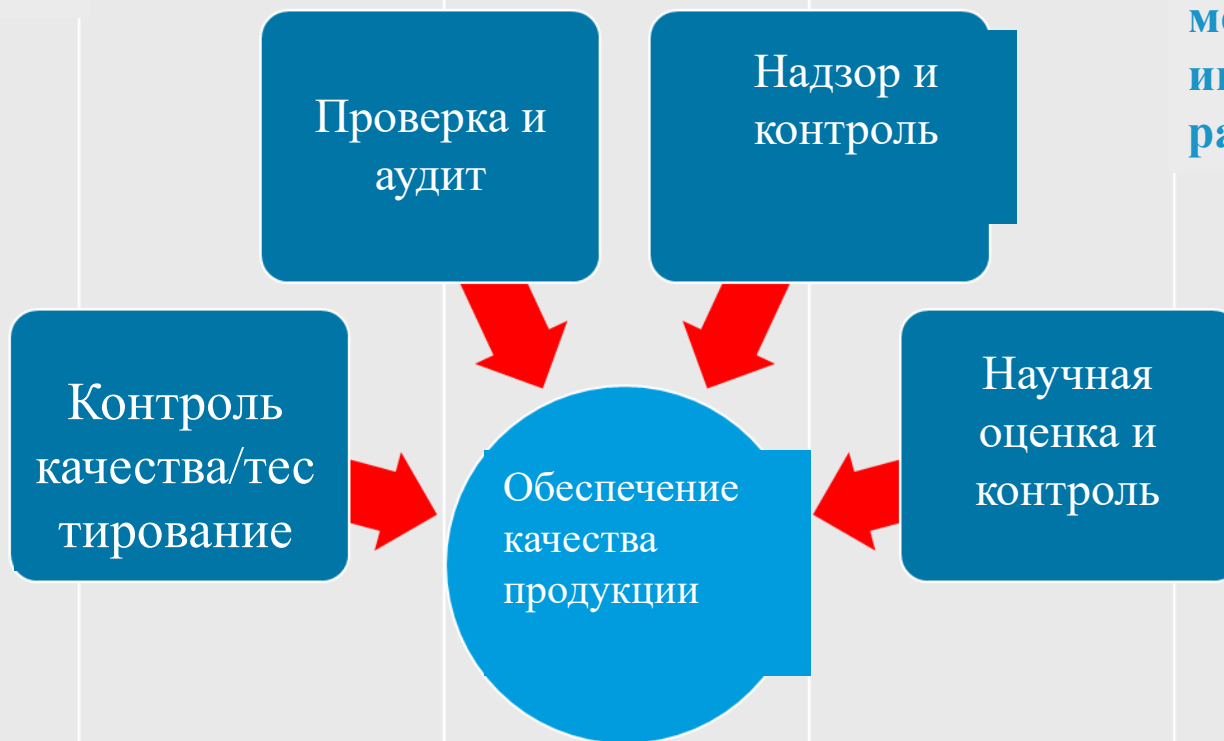 Проверка и
аудит
Надзор и
контроль
Контроль
качества/тес
тирование
Научная
оценка и
контроль
Обеспечение
качества
продукции